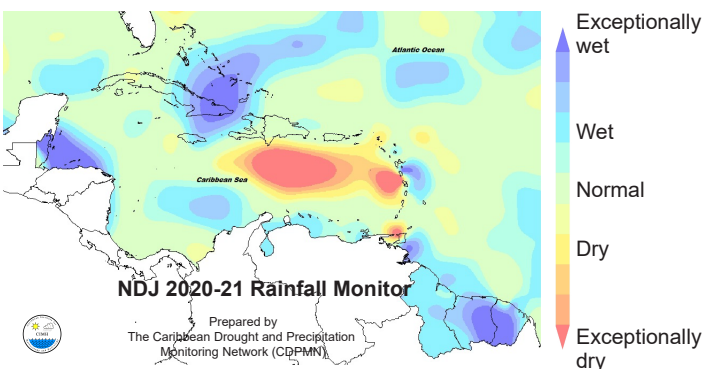 Exceptionally
wet
Atlantic Ocean
Wet
Caribbean Sea
Normal
Dry
NDJ 2020-21 Rainfall Monitor
Prepared by
The Caribbean Drought and Precipitation
Monitoring Network (CDPMN)
CIMH
Exceptionally
dry